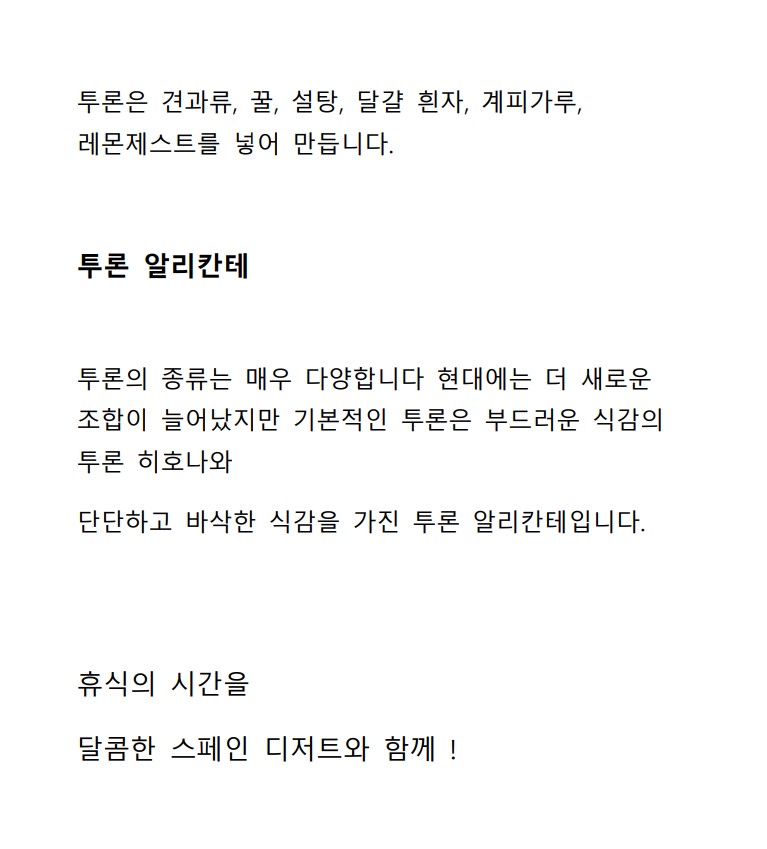 투론은 견과류, 꿀, 설탕, 달걀 흰자, 계피가루,
레몬제스트를 넣어 만듭니다.
투론 알리칸테
투론의 종류는 매우 다양합니다 현대에는 더 새로운
조합이 늘어났지만 기본적인 투론은 부드러운 식감의
투론 히호나와
단단하고 바삭한 식감을 가진 투론 알리칸테입니다.
휴식의 시간을
달콤한 스페인 디저트와 함께 !